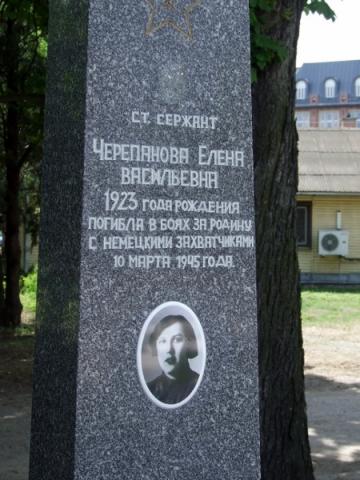 СТ. СЕРЖАНТ
ЧЕРЕПАНОВА ЕЛЕНА
ВАСИЛЬЕВНА
1923 ГОДА РОЖДЕНИЯ
ПОГИБЛА В БОЯХ ЗА РОДИНУ
С НЕМЕЦКИМИ ЗАХВАТЧИКАМИ
10 МАРТА 1945 ГОДА.